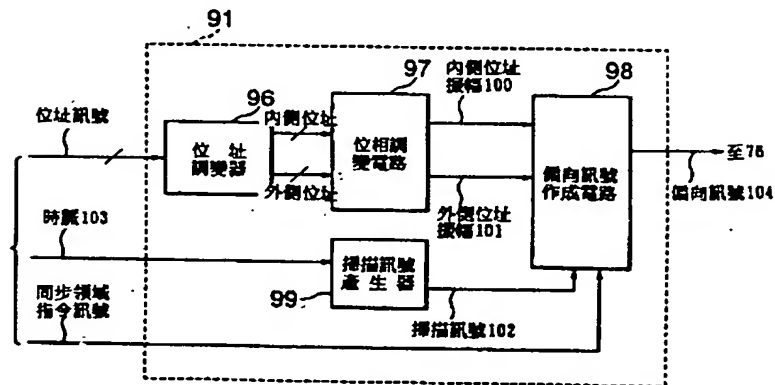 91
96
97
98
位址訊號
位址
調變器
內側位址
外側位址
位相調
變電路
內側位址
振幅100
外側位址
振幅101
偏向訊號
作成電路
至76
偏向訊號104
時脈103
掃描訊號
產生器
99
掃描訊號102
同步領域
指令訊號